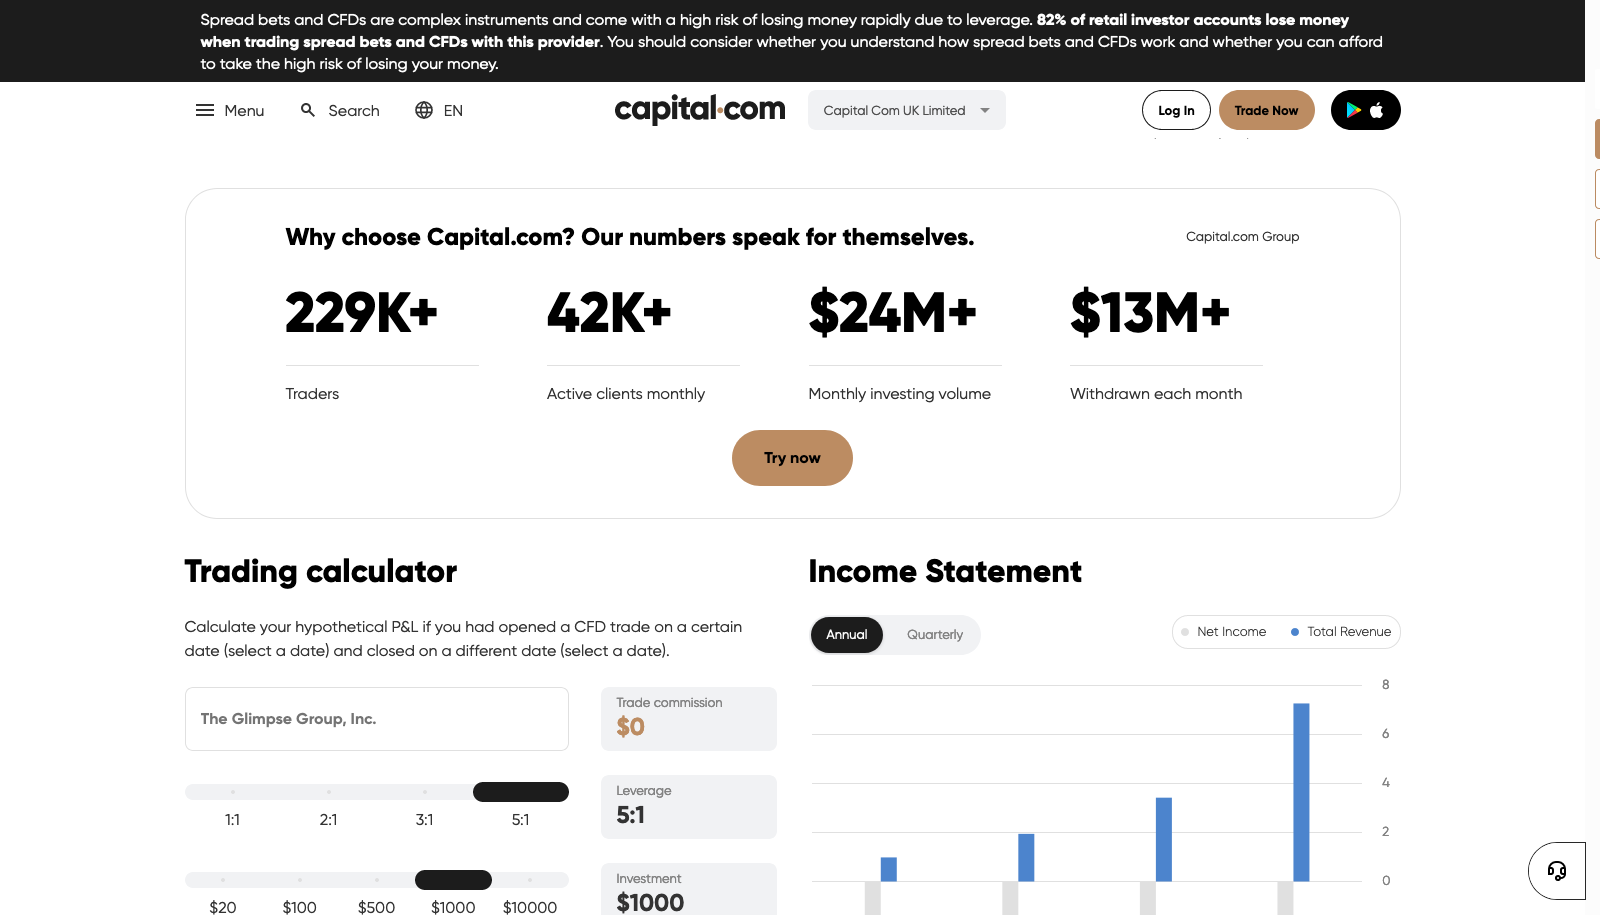 Spread bets and CFDs are complex instruments and come with a high risk of losing money rapidly due to leverage. 82% of retail investor accounts lose money
when trading spread bets and CFDs with this provider. You should consider whether you understand how spread bets and CFDs work and whether you can afford
to take the high risk of losing your money.
Menu Search EN capital.com Capital Com UK Limited Log In Trade Now
Why choose Capital.com? Our numbers speak for themselves. Capital.com Group
229K+ 42K+ $24M+ $13M+
Traders Active clients monthly Monthly investing volume Withdrawn each month
Try now
Trading calculator
Calculate your hypothetical P&L if you had opened a CFD trade on a certain
date (select a date) and closed on a different date (select a date).
The Glimpse Group, Inc.
Trade commission
$0
1:1 2:1 3:1 5:1
Leverage
5:1
$20 $100 $500 $1000 $10000
Investment
$1000
Income Statement
Annual Quarterly Net Income Total Revenue
8
6
4
2
0